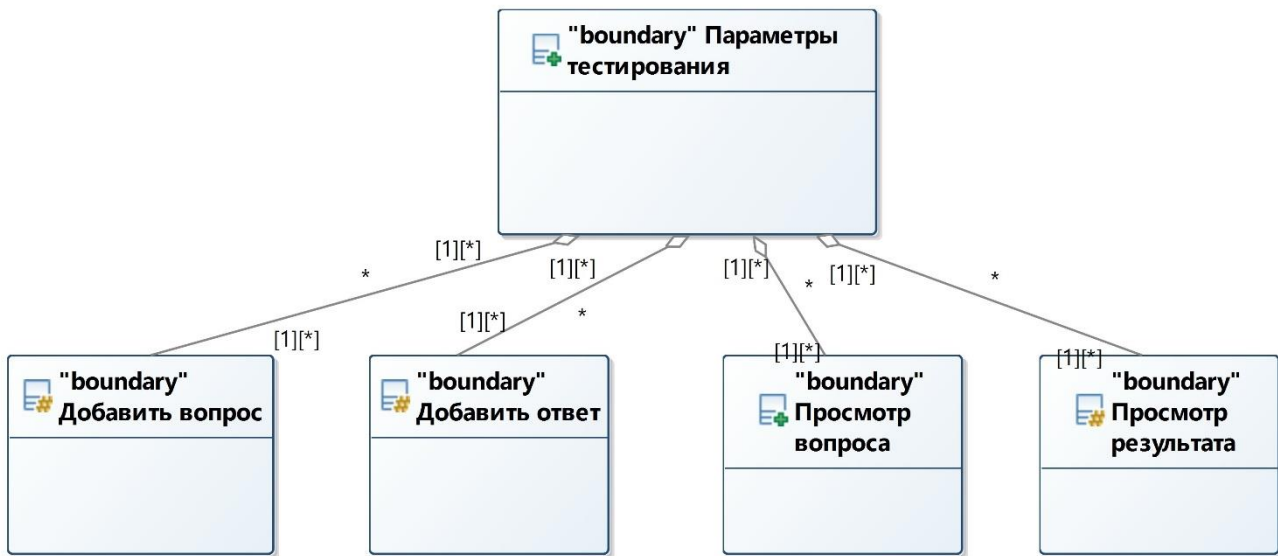 "boundary" Параметры
тестирования
[1][*]
*
[1][*]
[1][*]
*
[1][*]
[1][*]
*
[1][*]
[1][*]
*
[1][*]
"boundary"
Добавить вопрос
"boundary"
Добавить ответ
"boundary"
Просмотр
вопроса
"boundary"
Просмотр
результата